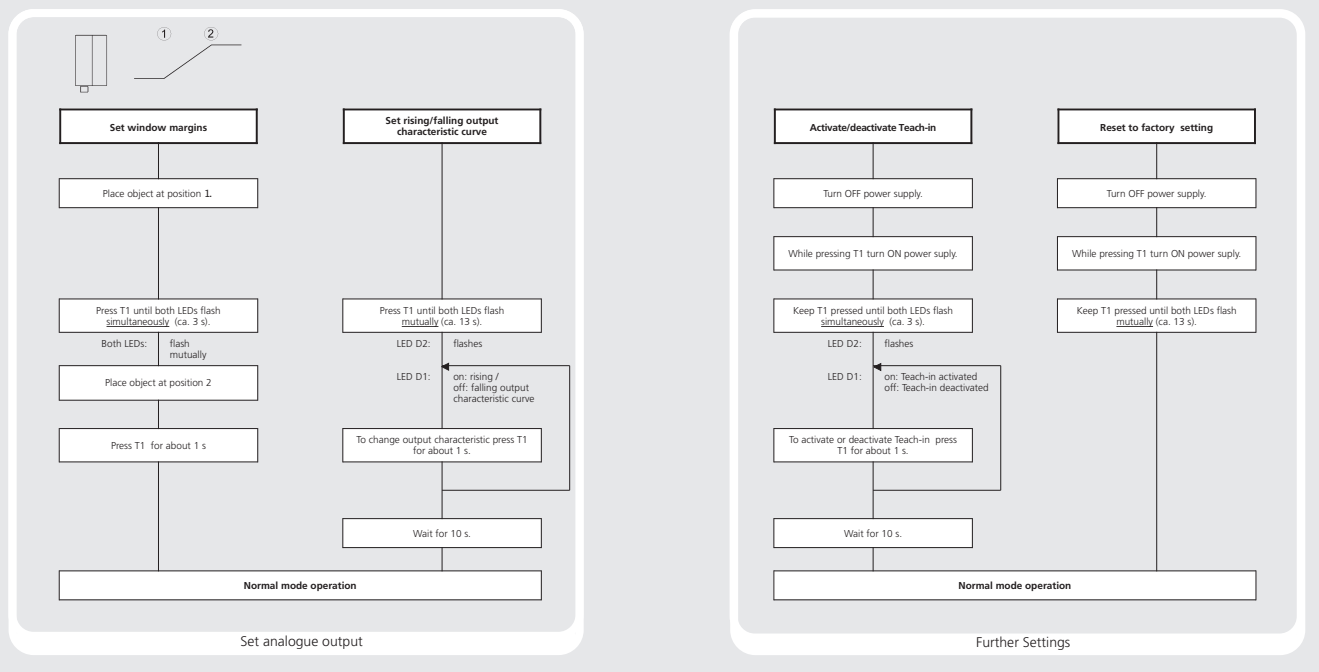 ① ②
Set window margins
Place object at position 1.
Press T1 until both LEDs flash
simultaneously (ca. 3 s).
Both LEDs: flash
mutually
Place object at position 2
Press T1 for about 1 s
Set rising/falling output
characteristic curve
Press T1 until both LEDs flash
mutually (ca. 13 s).
LED D2: flashes
LED D1: on: rising /
off: falling output
characteristic curve
To change output characteristic press T1
for about 1 s.
Wait for 10 s.
Normal mode operation
Set analogue output
Activate/deactivate Teach-in
Turn OFF power supply.
While pressing T1 turn ON power suply.
Keep T1 pressed until both LEDs flash
simultaneously (ca. 3 s).
LED D2: flashes
LED D1: on: Teach-in activated
off: Teach-in deactivated
To activate or deactivate Teach-in press
T1 for about 1 s.
Wait for 10 s.
Reset to factory setting
Turn OFF power supply.
While pressing T1 turn ON power suply.
Keep T1 pressed until both LEDs flash
mutually (ca. 13 s).
Normal mode operation
Further Settings